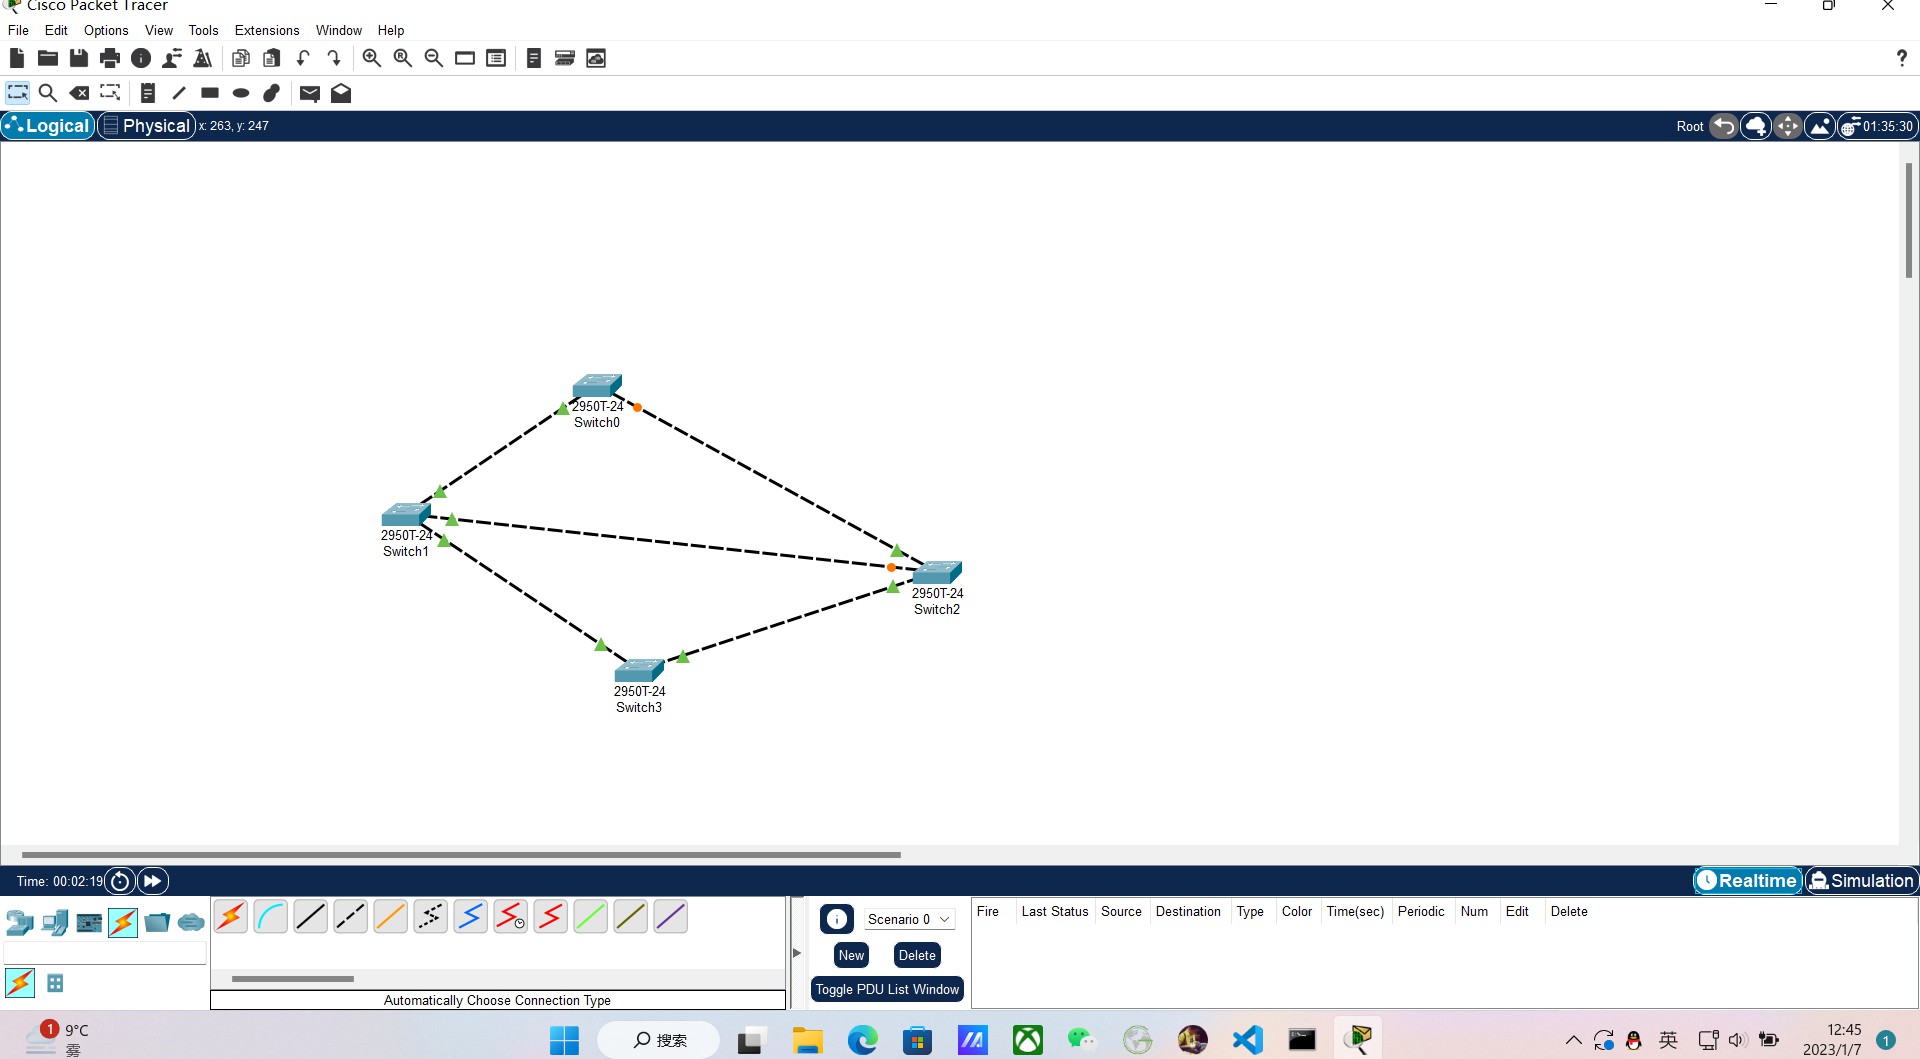 Cisco Packet Tracer
File Edit Options View Tools Extensions Window Help
Logical Physical x: 263, y: 247 Root 01:35:30
2950T-24
Switch0
2950T-24
Switch1
2950T-24
Switch2
2950T-24
Switch3
Time: 00:02:19 Realtime Simulation
Scenario 0
New Delete
Toggle PDU List Window
Fire Last Status Source Destination Type Color Time(sec) Periodic Num Edit Delete
Automatically Choose Connection Type
1 9°C
雾
搜索
英
12:45
2023/1/7
1